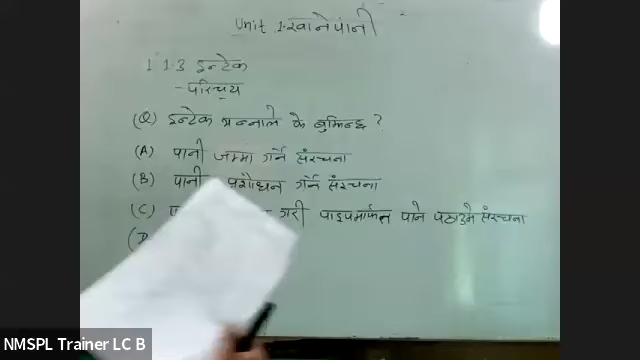 Unit 1. खानेपानी
1.1.3 इन्टेक
- परिचय
(Q) इन्टेक भन्नाले के बुझिन्छ ?
(A) पानी जम्मा गर्ने संरचना
(B) पानी प्रशोधन गर्ने संरचना
(C) गरी पाइपमार्फत पानी पठाउने संरचना
(D
NMSPL Trainer LC B